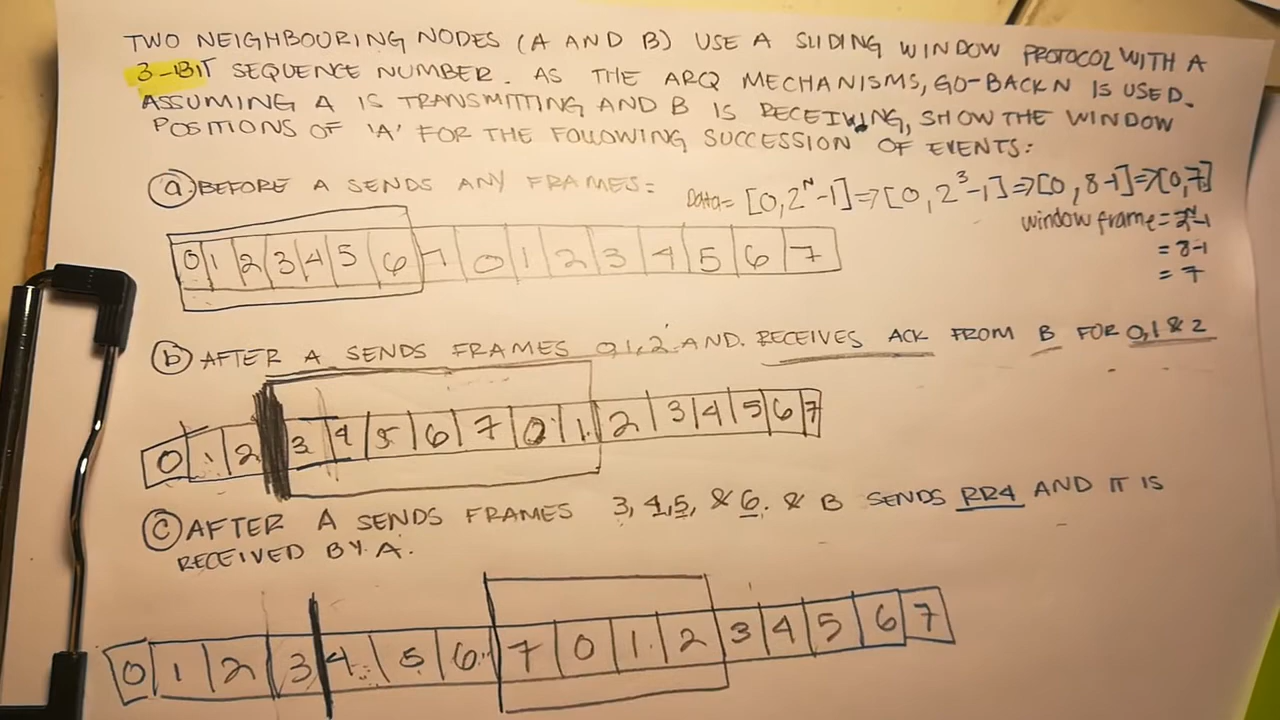 TWO NEIGHBOURING NODES (A AND B) USE A SLIDING WINDOW PROTOCOL WITH A
3-BIT SEQUENCE NUMBER. AS THE ARQ MECHANISMS, GO-BACK N IS USED.
ASSUMING A IS TRANSMITTING AND B IS RECEIVING, SHOW THE WINDOW
POSITIONS OF 'A' FOR THE FOLLOWING SUCCESSION OF EVENTS:
(a) BEFORE A SENDS ANY FRAMES:
Data = [0, 2^N -1] => [0, 2^3 -1] => [0, 8-1] => [0, 7]
window frame = 2^N-1
= 8-1
= 7
0 1 2 3 4 5 6 7 0 1 2 3 4 5 6 7
(b) AFTER A SENDS FRAMES 0,1,2 AND RECEIVES ACK FROM B FOR 0,1 & 2
0 1 2 3 4 5 6 7 0 1 2 3 4 5 6 7
(c) AFTER A SENDS FRAMES 3, 4, 5, & 6. & B SENDS RR4 AND IT IS
RECEIVED BY A.
0 1 2 3 4 5 6 7 0 1 2 3 4 5 6 7